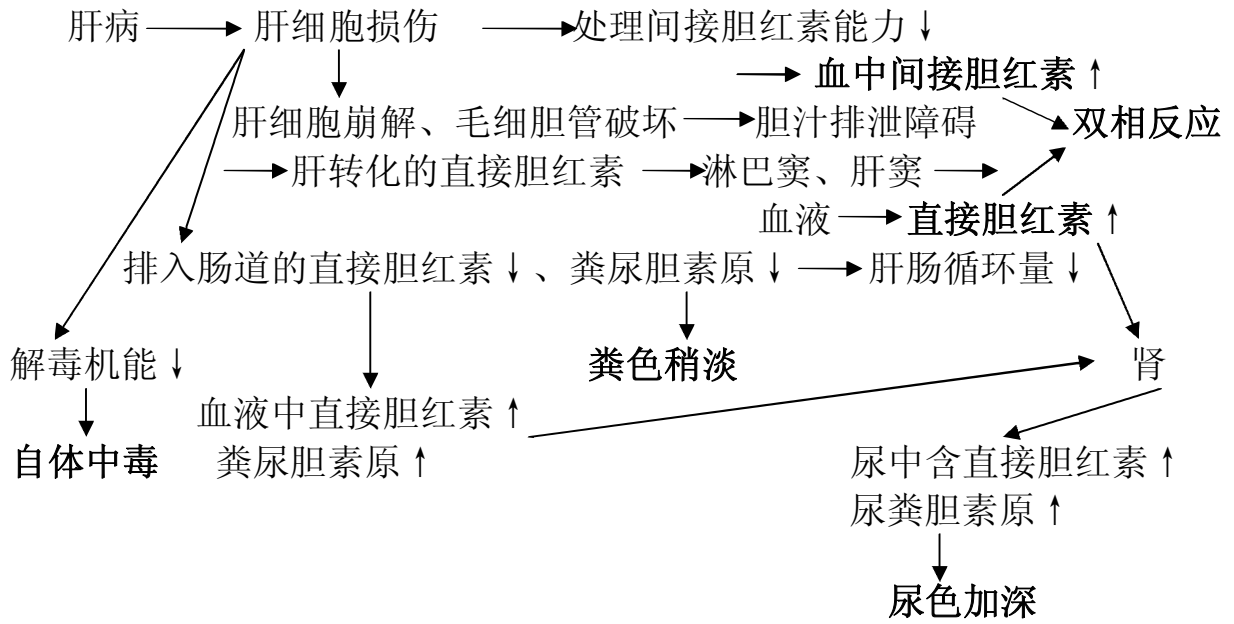 肝病 肝细胞损伤 处理间接胆红素能力↓
血中间接胆红素↑
肝细胞崩解、毛细胆管破坏 胆汁排泄障碍 双相反应
肝转化的直接胆红素 淋巴窦、肝窦
血液 直接胆红素↑
排入肠道的直接胆红素↓、粪尿胆素原↓ 肝肠循环量↓
解毒机能↓ 粪色稍淡 肾
血液中直接胆红素↑
自体中毒 粪尿胆素原↑ 尿中含直接胆红素↑
尿粪胆素原↑
尿色加深